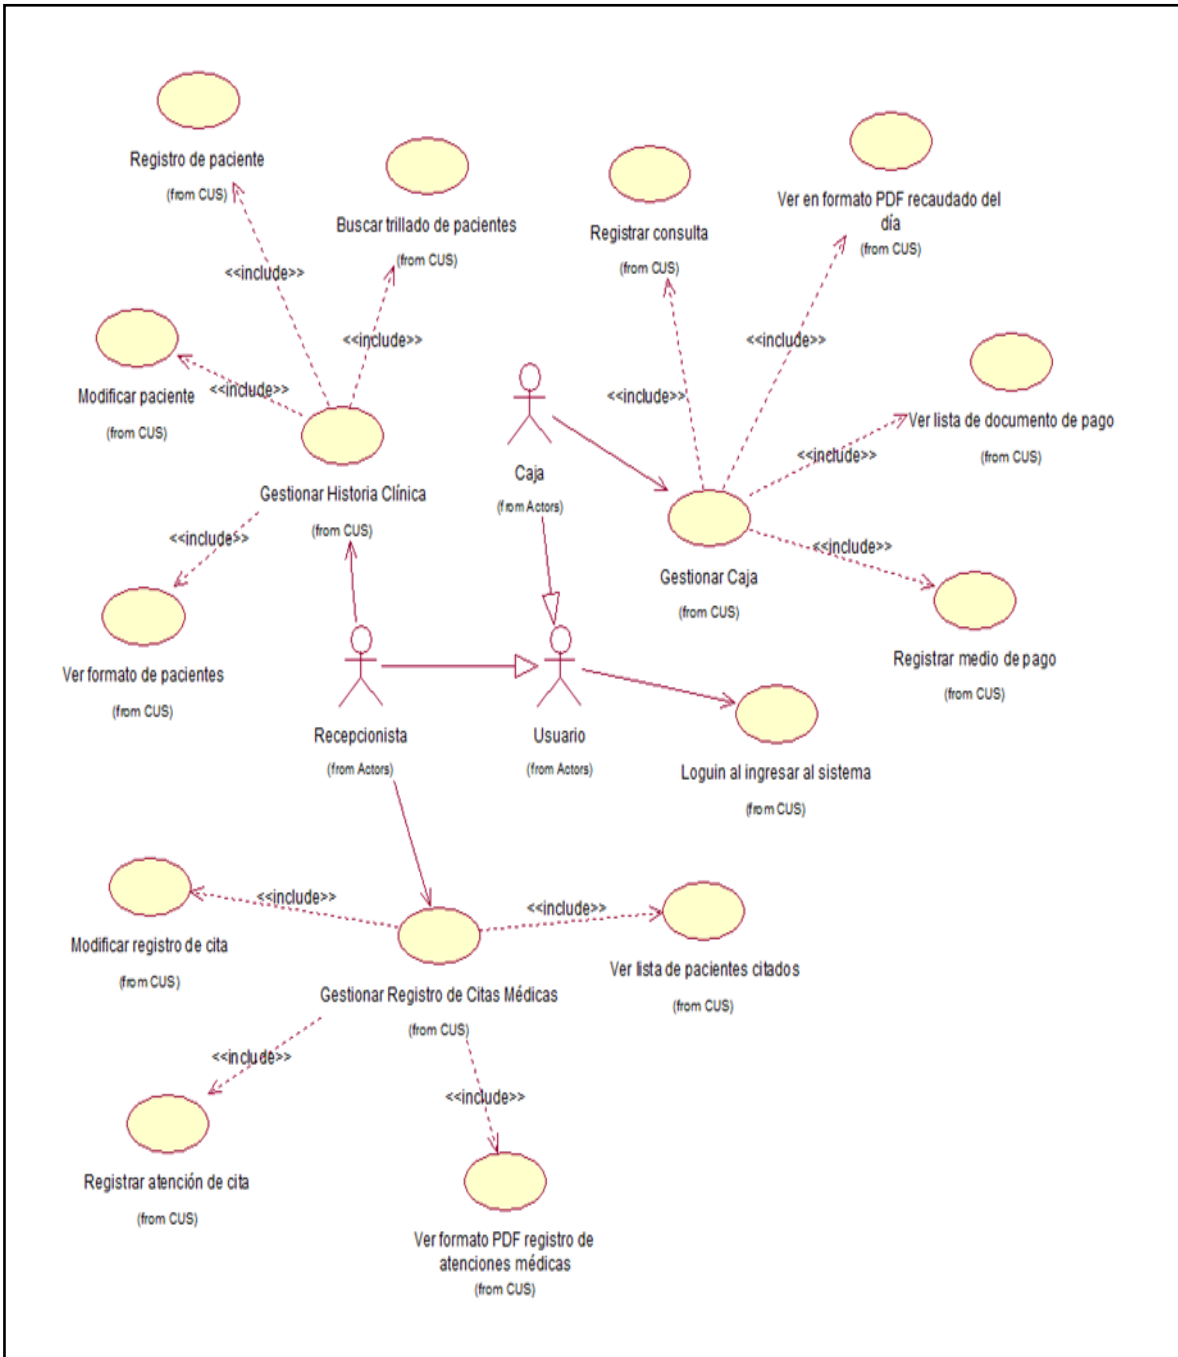 Registro de paciente
(from CUS)
Buscar trillado de pacientes
(from CUS)
Registrar consulta
(from CUS)
Ver en formato PDF recaudado del
día
(from CUS)
<<include>>
<<include>>
<<include>>
<<include>>
Modificar paciente
(from CUS)
<<include>>
Ver lista de documento de pago
(from CUS)
<<include>>
Caja
(from Actors)
Gestionar Historia Clínica
(from CUS)
<<include>>
<<include>>
Gestionar Caja
(from CUS)
Ver formato de pacientes
(from CUS)
Registrar medio de pago
(from CUS)
Recepcionista
(from Actors)
Usuario
(from Actors)
Loguin al ingresar al sistema
(from CUS)
<<include>>
<<include>>
Modificar registro de cita
(from CUS)
Ver lista de pacientes citados
(from CUS)
Gestionar Registro de Citas Médicas
(from CUS)
<<include>>
<<include>>
Registrar atención de cita
(from CUS)
Ver formato PDF registro de
atenciones médicas
(from CUS)